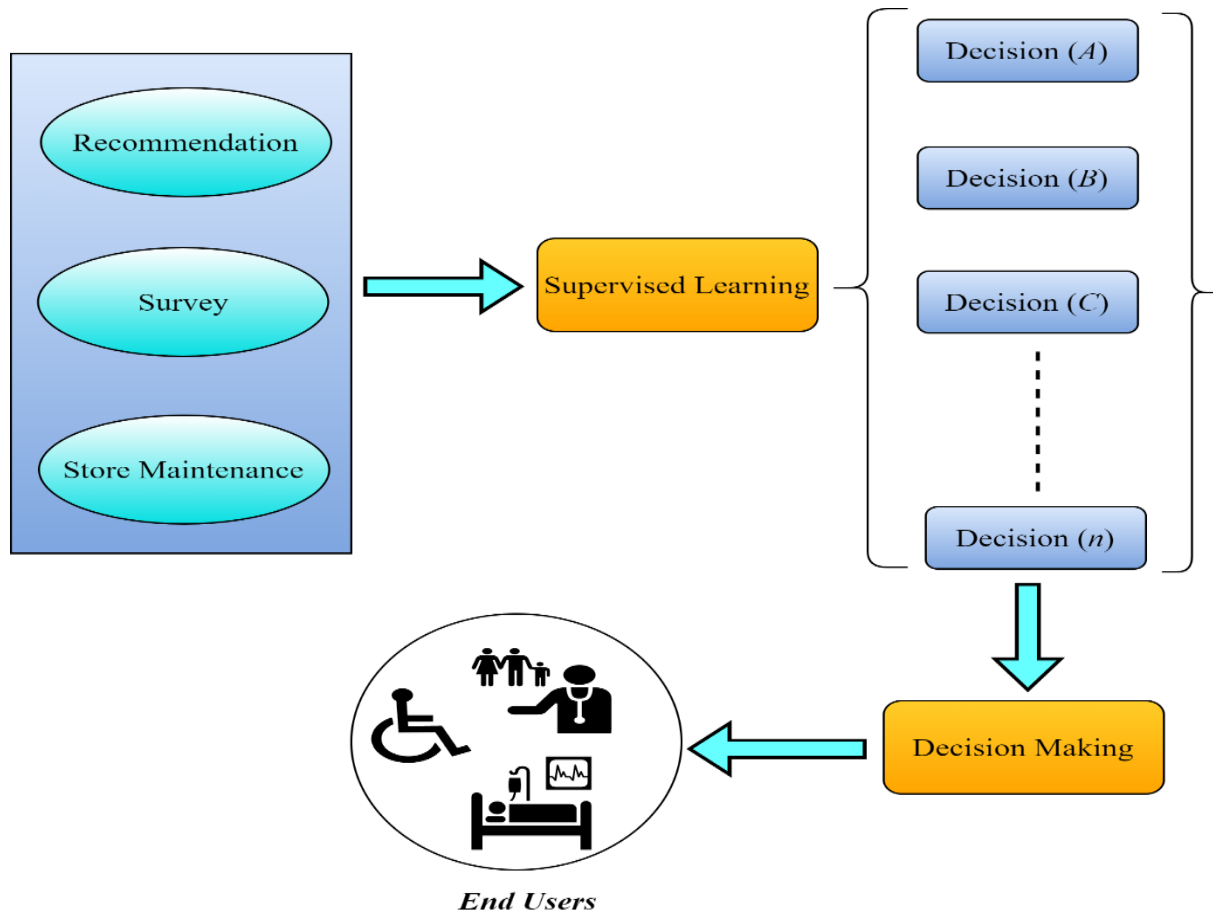 Recommendation
Survey
Store Maintenance
Supervised Learning
Decision (A)
Decision (B)
Decision (C)
Decision (n)
Decision Making
End Users